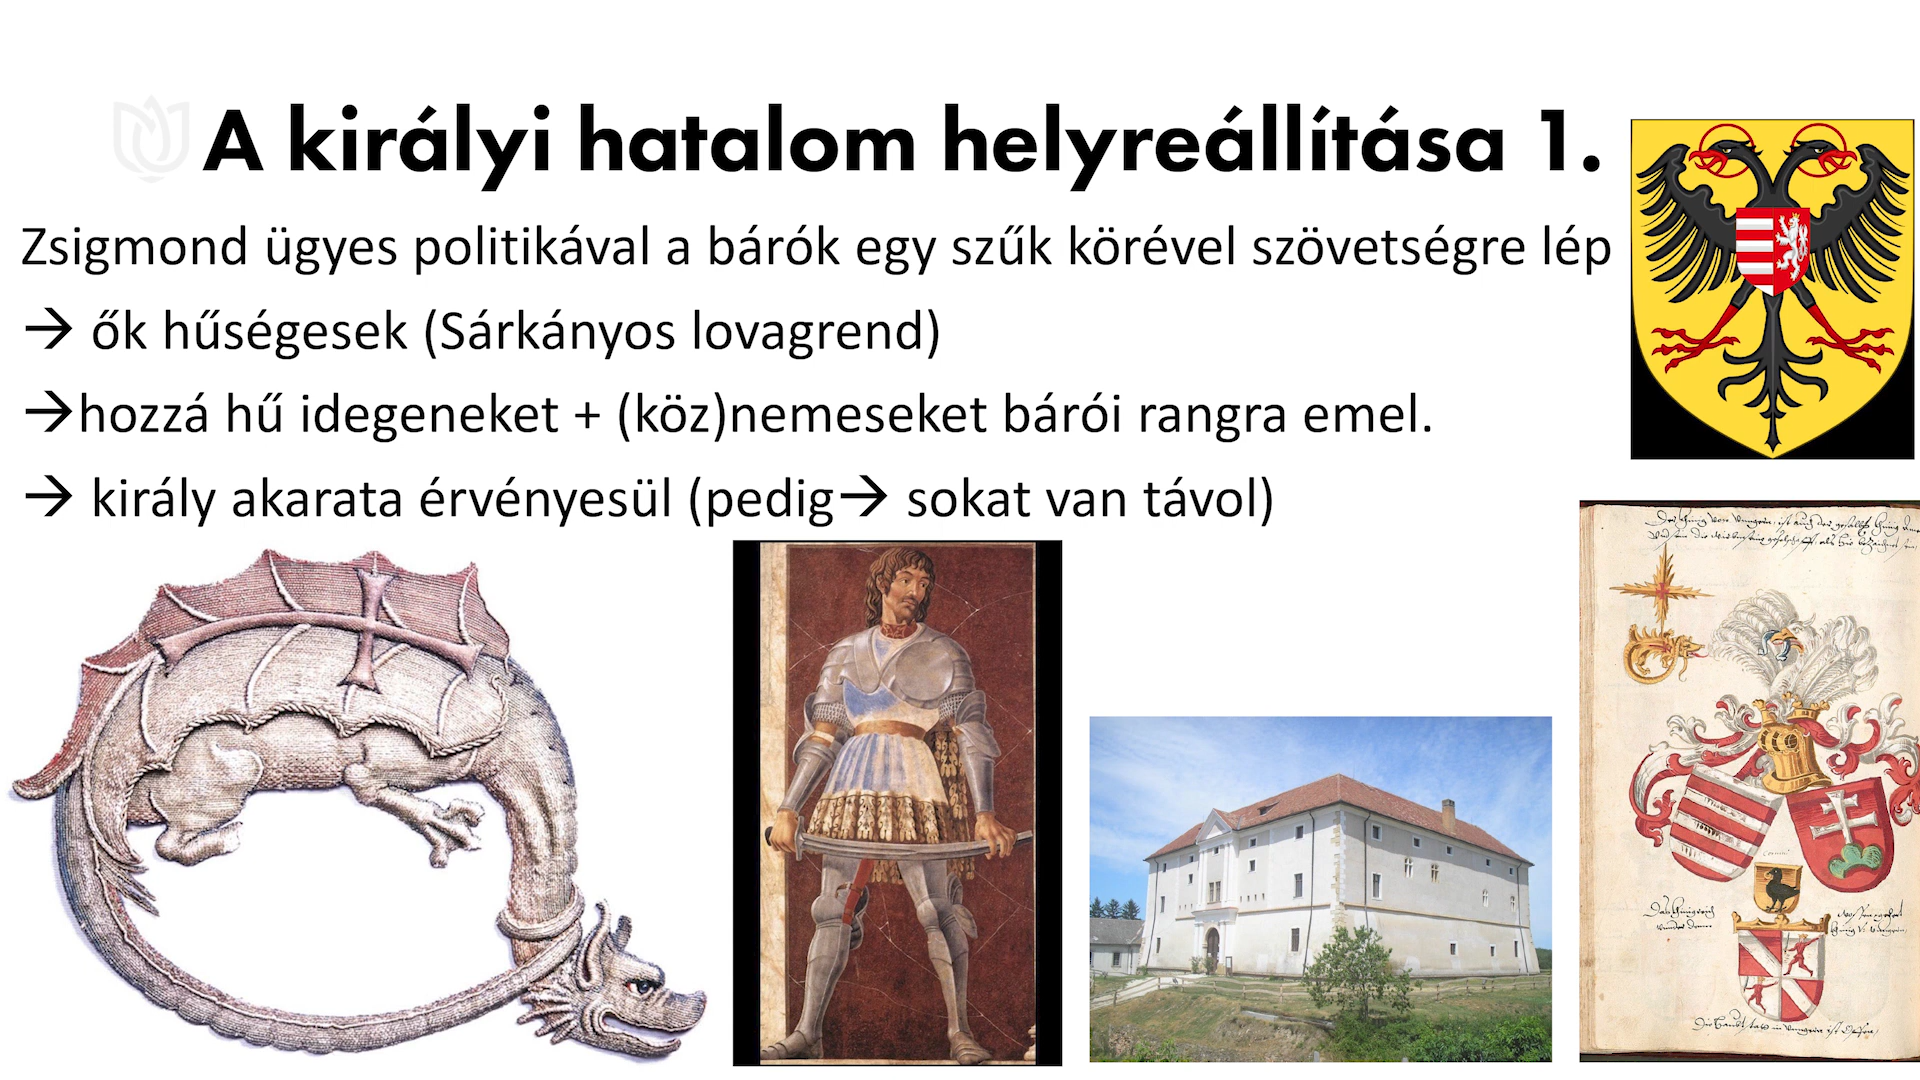 A királyi hatalom helyreállítása 1.
Zsigmond ügyes politikával a bárók egy szűk körével szövetségre lép
→ ők hűségesek (Sárkányos lovagrend)
→hozzá hű idegeneket + (köz)nemeseket bárói rangra emel.
→ király akarata érvényesül (pedig→ sokat van távol)